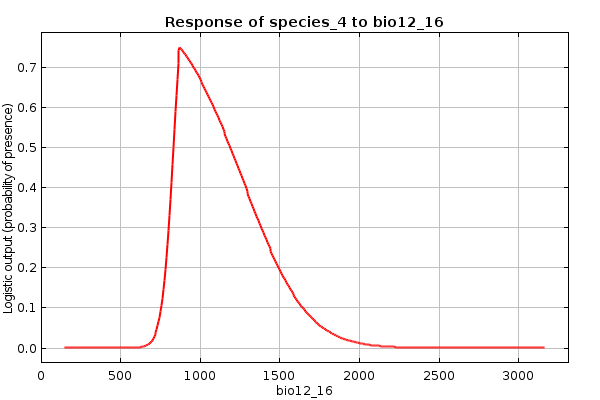 Response of species_4 to bio12_16
Logistic output (probability of presence)
0.7
0.6
0.5
0.4
0.3
0.2
0.1
0.0
0 500 1000 1500 2000 2500 3000
bio12_16